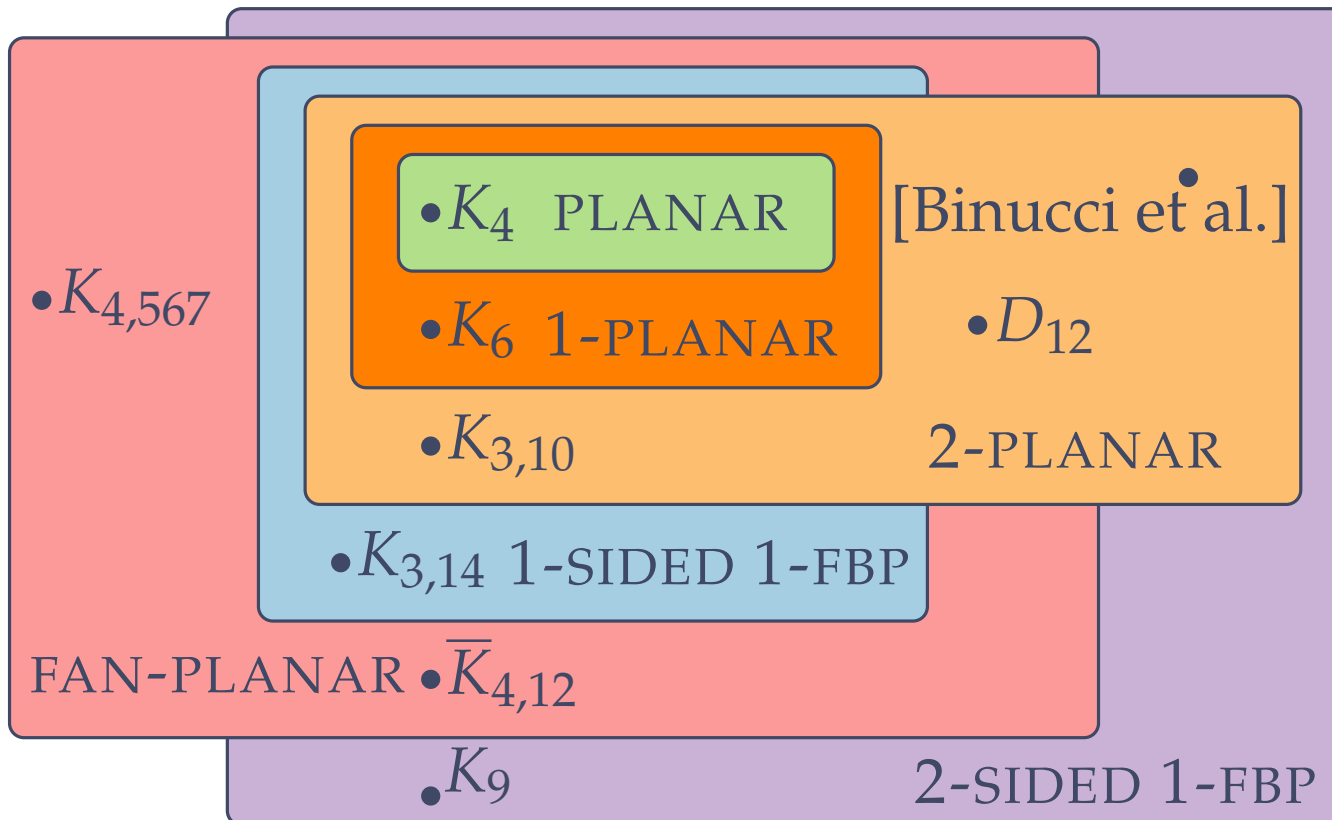 K₄ PLANAR
[Binucci et al.]
K₄,₅₆₇
K₆ 1-PLANAR
D₁₂
K₃,₁₀
2-PLANAR
K₃,₁₄ 1-SIDED 1-FBP
FAN-PLANAR
K̅₄,₁₂
K₉
2-SIDED 1-FBP